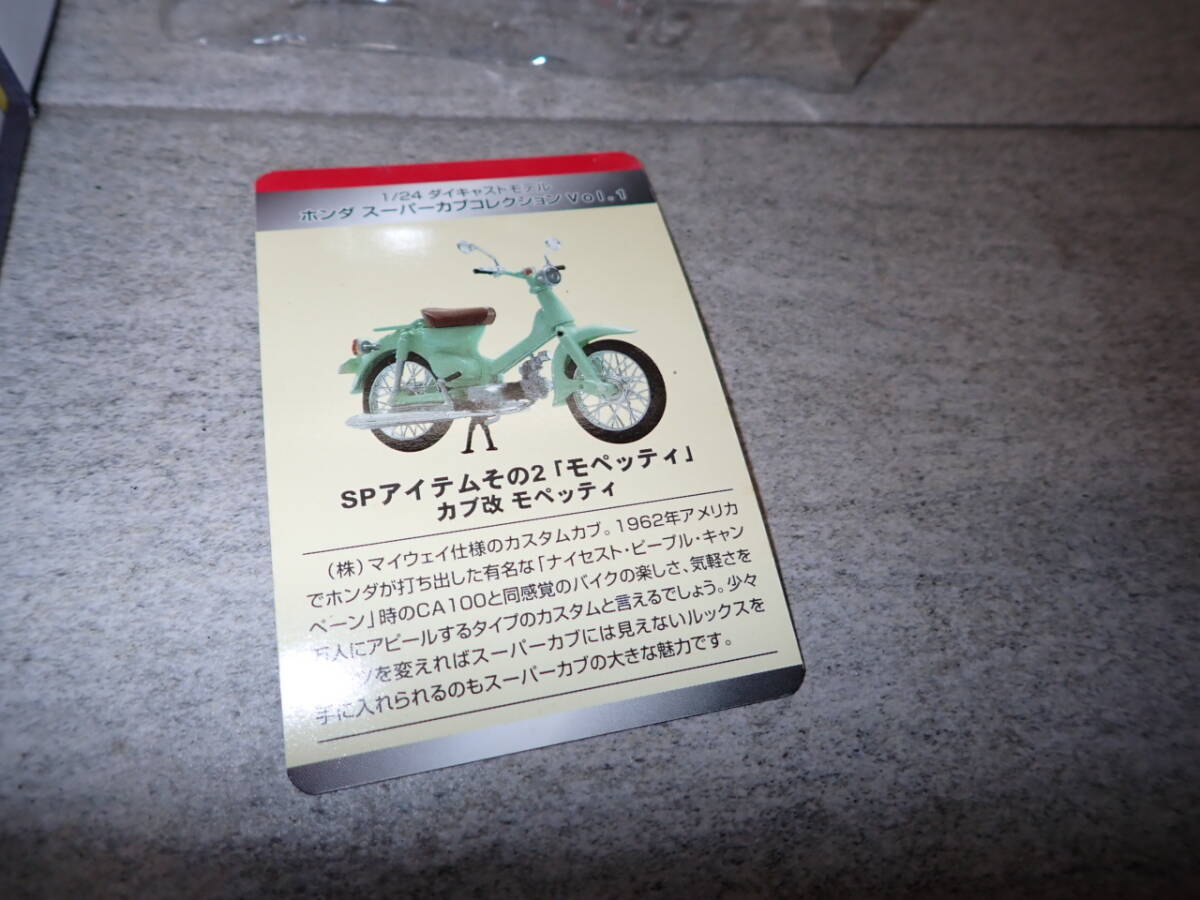 1/24 ダイキャストモデル
ホンダ スーパーカブコレクション Vol.1
SPアイテムその2「モペッティ」
カブ改 モペッティ
（株）マイウェイ仕様のカスタムカブ。1962年アメリカ
でホンダが打ち出した有名な「ナイセスト・ピープル・キャン
ペーン」時のCA100と同感覚のバイクの楽しさ、気軽さを
万人にアピールするタイプのカスタムと言えるでしょう。少々
ツを変えればスーパーカブには見えないルックスを
手に入れられるのもスーパーカブの大きな魅力です。